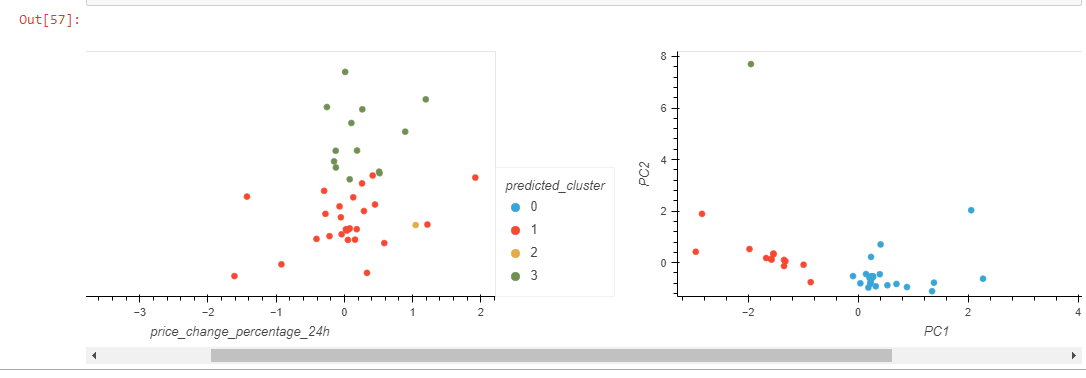 Out[57]:
−3 −2 −1 0 1 2
price_change_percentage_24h
predicted_cluster
0
1
2
3
8
6
4
2
0
PC2
−2 0 2 4
PC1